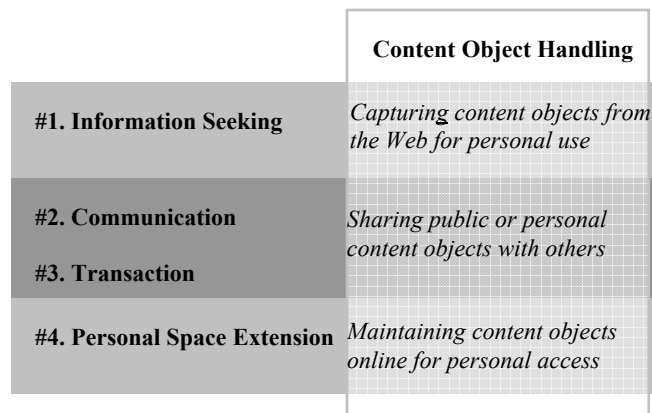 Content Object Handling
#1. Information Seeking
Capturing content objects from
the Web for personal use
#2. Communication
#3. Transaction
Sharing public or personal
content objects with others
#4. Personal Space Extension
Maintaining content objects
online for personal access